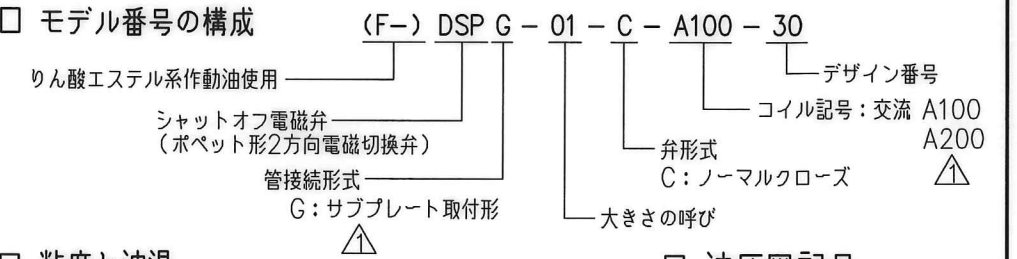 □ モデル番号の構成
(F-) DSP G - 01 - C - A100 - 30
りん酸エステル系作動油使用
デザイン番号
シャットオフ電磁弁
(ポペット形2方向電磁切換弁)
コイル記号:交流 A100
A200
1
弁形式
C:ノーマルクローズ
管接続形式
G:サブプレート取付形
1
大きさの呼び
□ 粘度と油温
□ 油圧図記号